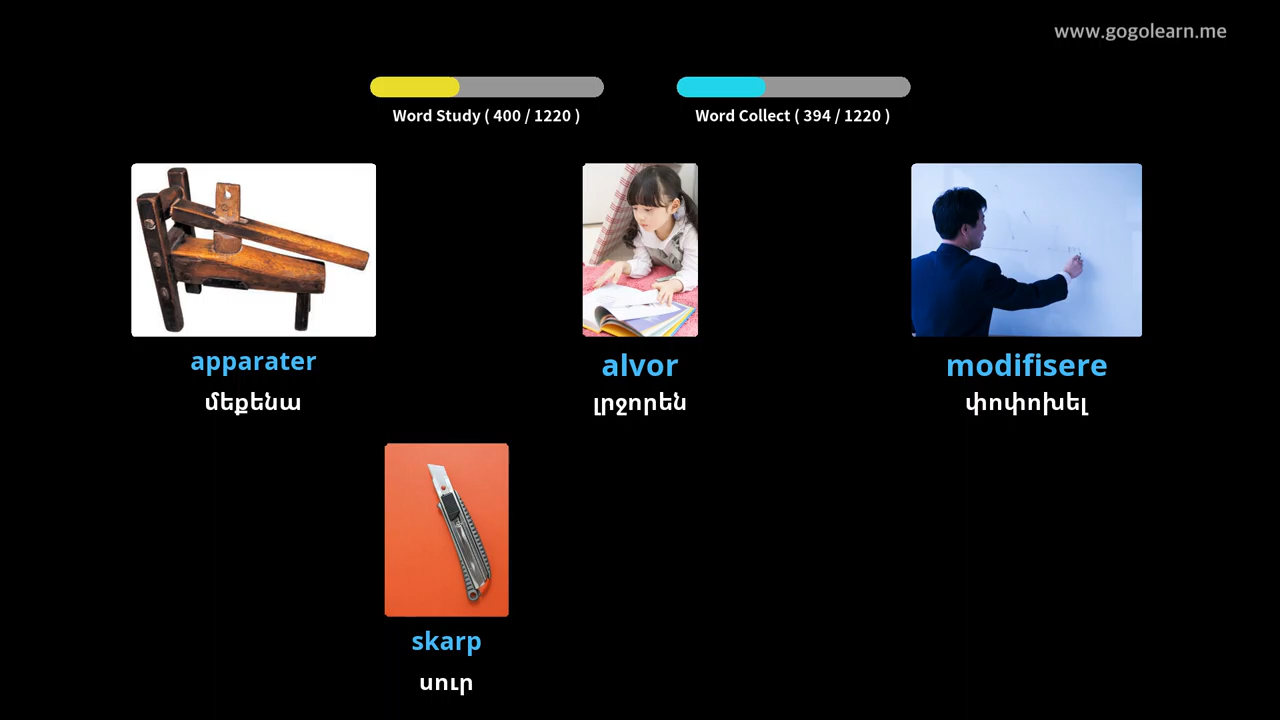 www.gogolearn.me
Word Study ( 400 / 1220 )
Word Collect ( 394 / 1220 )
apparater
մեքենա
alvor
լրջորեն
modifisere
փոփոխել
skarp
սուր